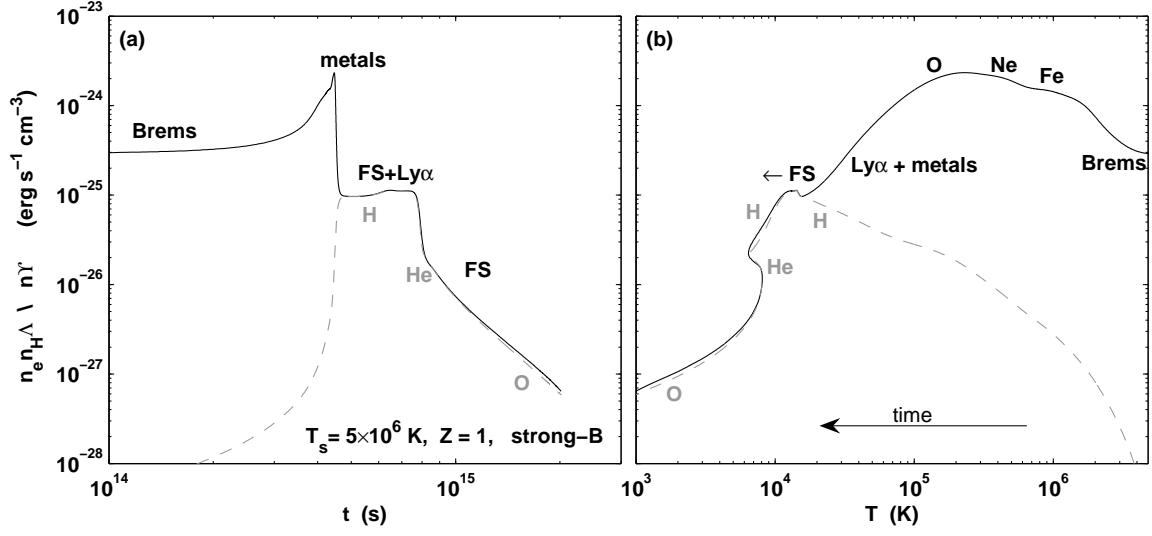 (a)
metals
Brems
FS+Lyα
H
He
FS
O
T_s= 5×10^6 K, Z = 1, strong−B
n_e n_H Λ \ nϒ (erg s^−1 cm^−3)
10^−23
10^−24
10^−25
10^−26
10^−27
10^−28
10^14
10^15
t (s)
(b)
O
Ne
Fe
Lyα + metals
Brems
← FS
H
H
He
O
time
10^3
10^4
10^5
10^6
T (K)